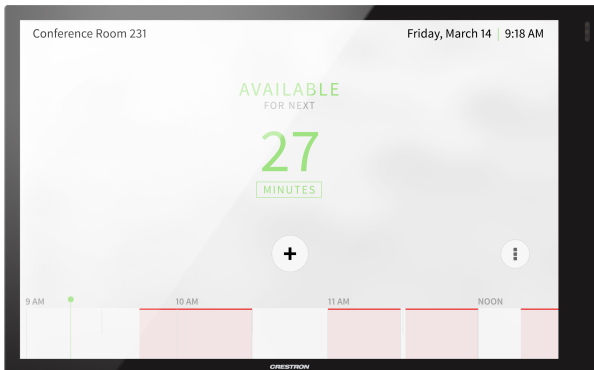 Conference Room 231
Friday, March 14 | 9:18 AM
AVAILABLE
FOR NEXT
27
MINUTES
9 AM 10 AM 11 AM NOON
CRESTRON